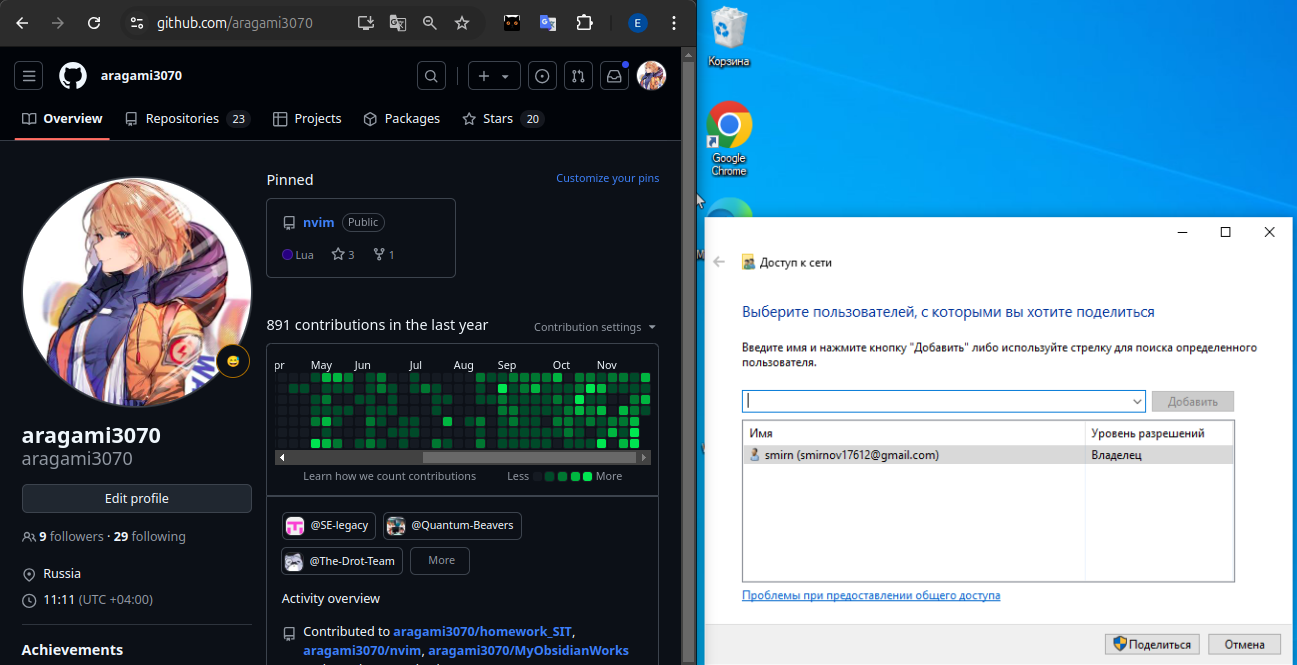 github.com/aragami3070
E
aragami3070
Overview
Repositories 23
Projects
Packages
Stars 20
Pinned
Customize your pins
nvim Public
Lua 3 1
891 contributions in the last year
Contribution settings
pr May Jun Jul Aug Sep Oct Nov
Learn how we count contributions Less More
@SE-legacy @Quantum-Beavers
@The-Drot-Team More
Activity overview
Contributed to aragami3070/homework_SIT,
aragami3070/nvim, aragami3070/MyObsidianWorks
aragami3070
aragami3070
Edit profile
9 followers · 29 following
Russia
11:11 (UTC +04:00)
Achievements
Корзина
Google
Chrome
Доступ к сети
Выберите пользователей, с которыми вы хотите поделиться
Введите имя и нажмите кнопку "Добавить" либо используйте стрелку для поиска определенного
пользователя.
Добавить
Имя Уровень разрешений
smirn (smirnov17612@gmail.com) Владелец
Проблемы при предоставлении общего доступа
Поделиться Отмена